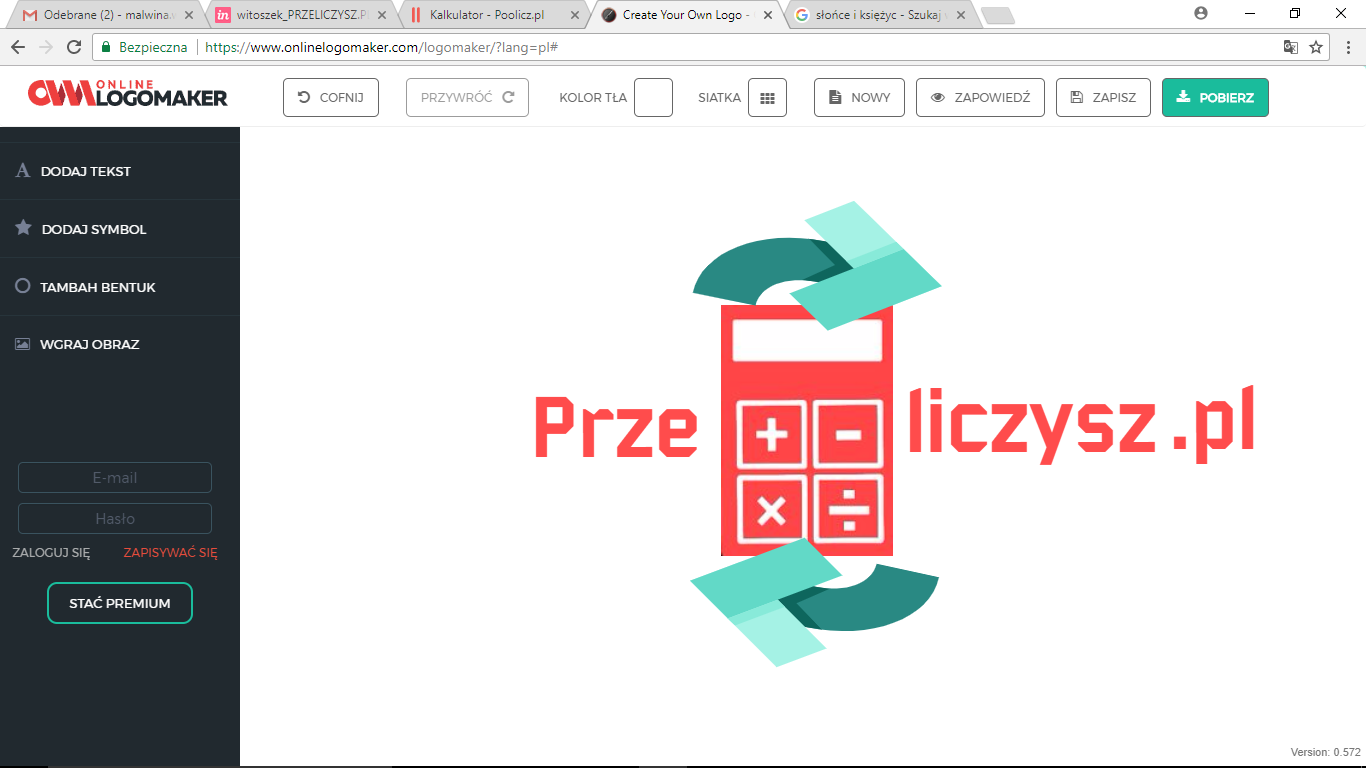 Odebrane (2) - malwina.
witoszek_PRZELICZYSZ.P
Kalkulator - Poolicz.pl
Create Your Own Logo -
słońce i księżyc - Szukaj
Bezpieczna
https://www.onlinelogomaker.com/logomaker/?lang=pl#
ONLINE
LOGOMAKER
COFNIJ
PRZYWRÓĆ
KOLOR TŁA
SIATKA
NOWY
ZAPOWIEDŹ
ZAPISZ
POBIERZ
DODAJ TEKST
DODAJ SYMBOL
TAMBAH BENTUK
WGRAJ OBRAZ
E-mail
Hasło
ZALOGUJ SIĘ ZAPISYWAĆ SIĘ
STAĆ PREMIUM
+ -
Prze liczysz.pl
× ÷
Version: 0.572